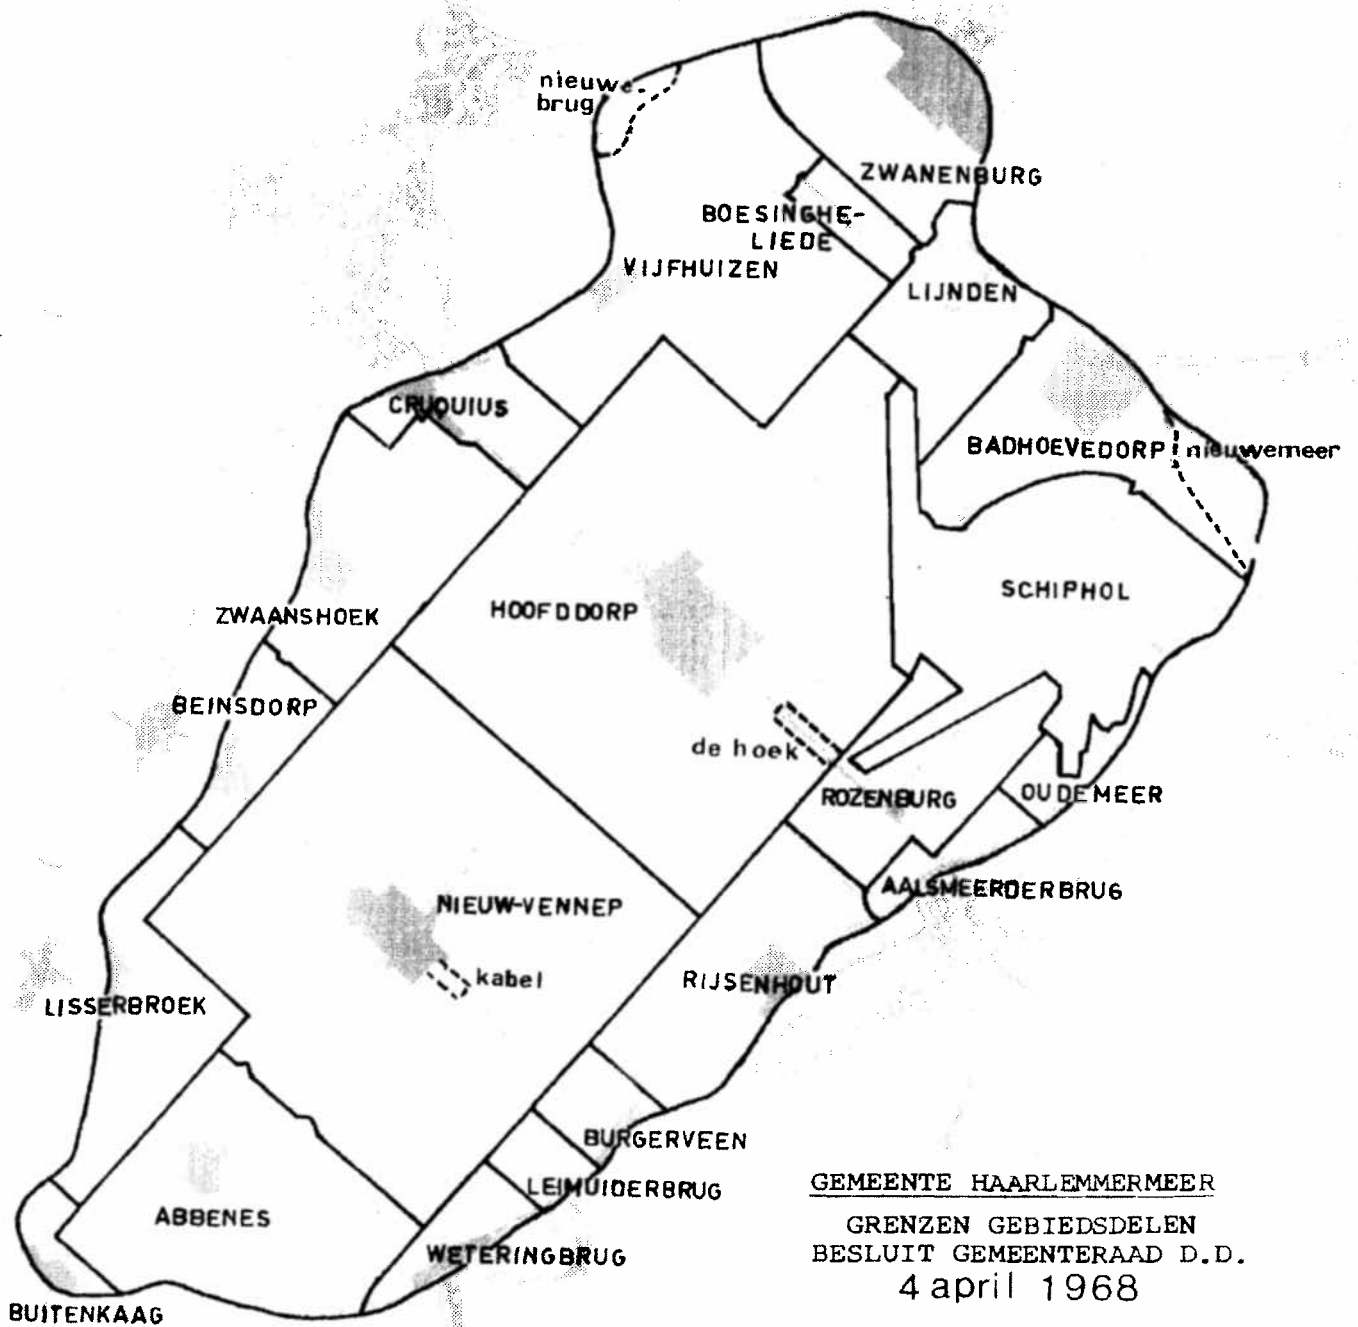 nieuwe-
brug
ZWANENBURG
BOESINGHE-
LIEDE
VIJFHUIZEN
LIJNDEN
CRUQUIUS
BADHOEVEDORP
nieuwemeer
SCHIPHOL
ZWAANSHOEK
HOOFDDORP
BEINSDORP
de hoek
ROZENBURG
OUDEMEER
AALSMEERDERBRUG
NIEUW-VENNEP
kabel
RIJSENHOUT
LISSERBROEK
BURGERVEEN
LEIMUIDERBRUG
ABBENES
WETERINGBRUG
BUITENKAAG
GEMEENTE HAARLEMMERMEER
GRENZEN GEBIEDSDELEN
BESLUIT GEMEENTERAAD D.D.
4 april 1968